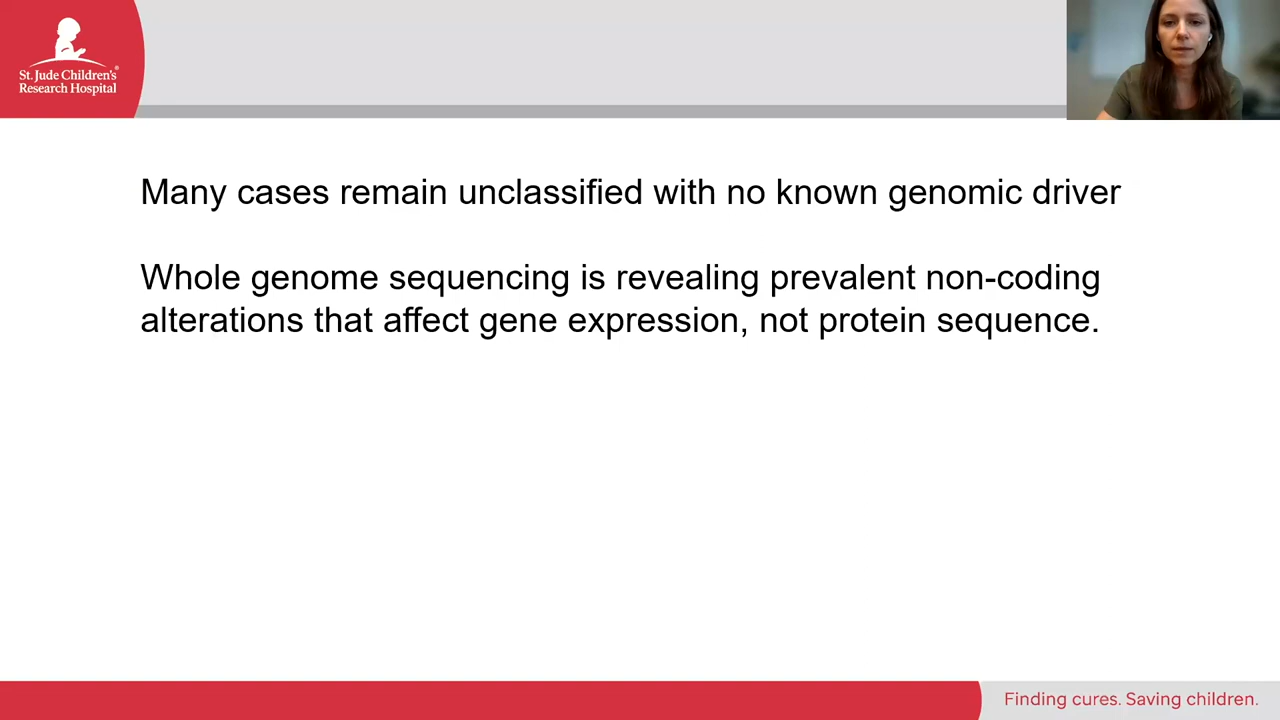 St. Jude Children's®
Research Hospital
Many cases remain unclassified with no known genomic driver
Whole genome sequencing is revealing prevalent non-coding
alterations that affect gene expression, not protein sequence.
Finding cures. Saving children.